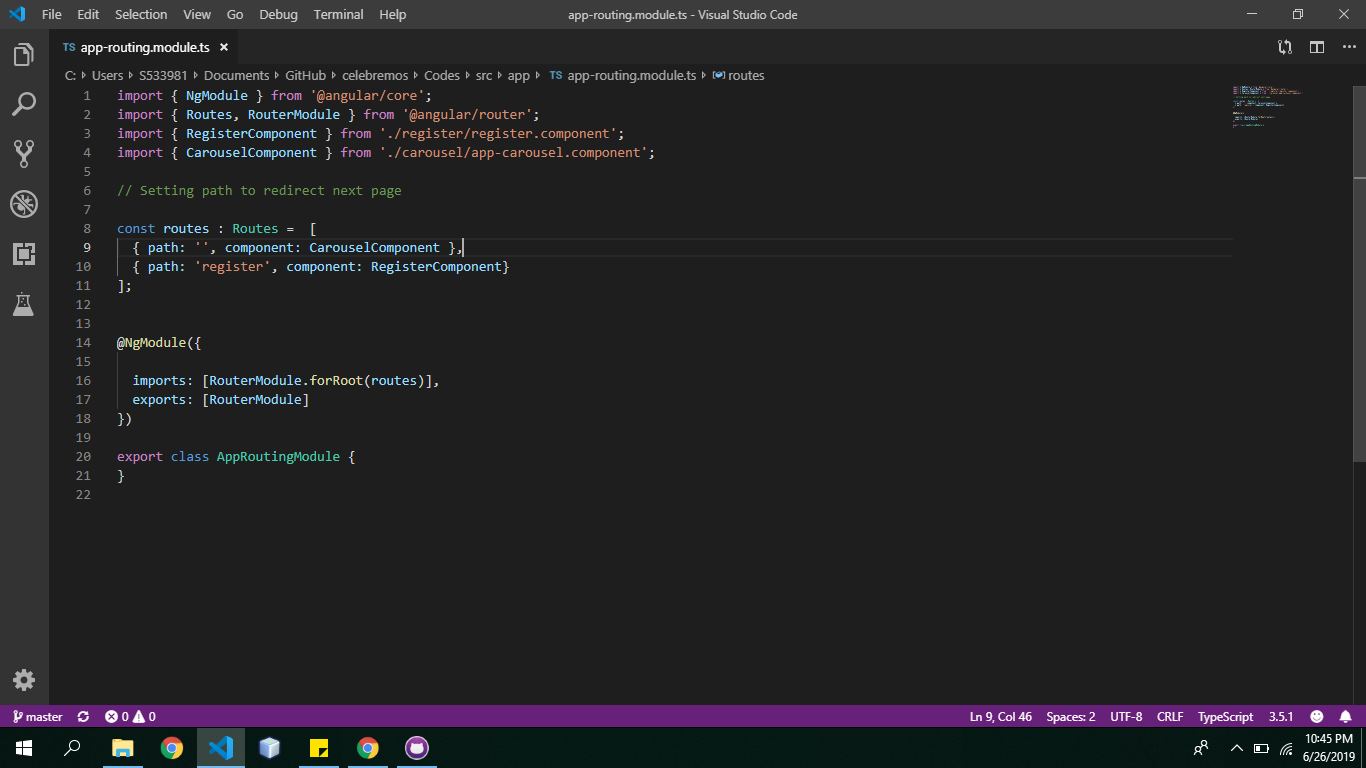 File Edit Selection View Go Debug Terminal Help app-routing.module.ts - Visual Studio Code
TS app-routing.module.ts ×
C: › Users › S533981 › Documents › GitHub › celebremos › Codes › src › app › TS app-routing.module.ts › routes
1 import { NgModule } from '@angular/core';
2 import { Routes, RouterModule } from '@angular/router';
3 import { RegisterComponent } from './register/register.component';
4 import { CarouselComponent } from './carousel/app-carousel.component';
5
6 // Setting path to redirect next page
7
8 const routes : Routes =  [
9   { path: '', component: CarouselComponent },
10   { path: 'register', component: RegisterComponent}
11 ];
12
13
14 @NgModule({
15
16   imports: [RouterModule.forRoot(routes)],
17   exports: [RouterModule]
18 })
19
20 export class AppRoutingModule {
21 }
22
master 0 0 Ln 9, Col 46 Spaces: 2 UTF-8 CRLF TypeScript 3.5.1
10:45 PM
6/26/2019